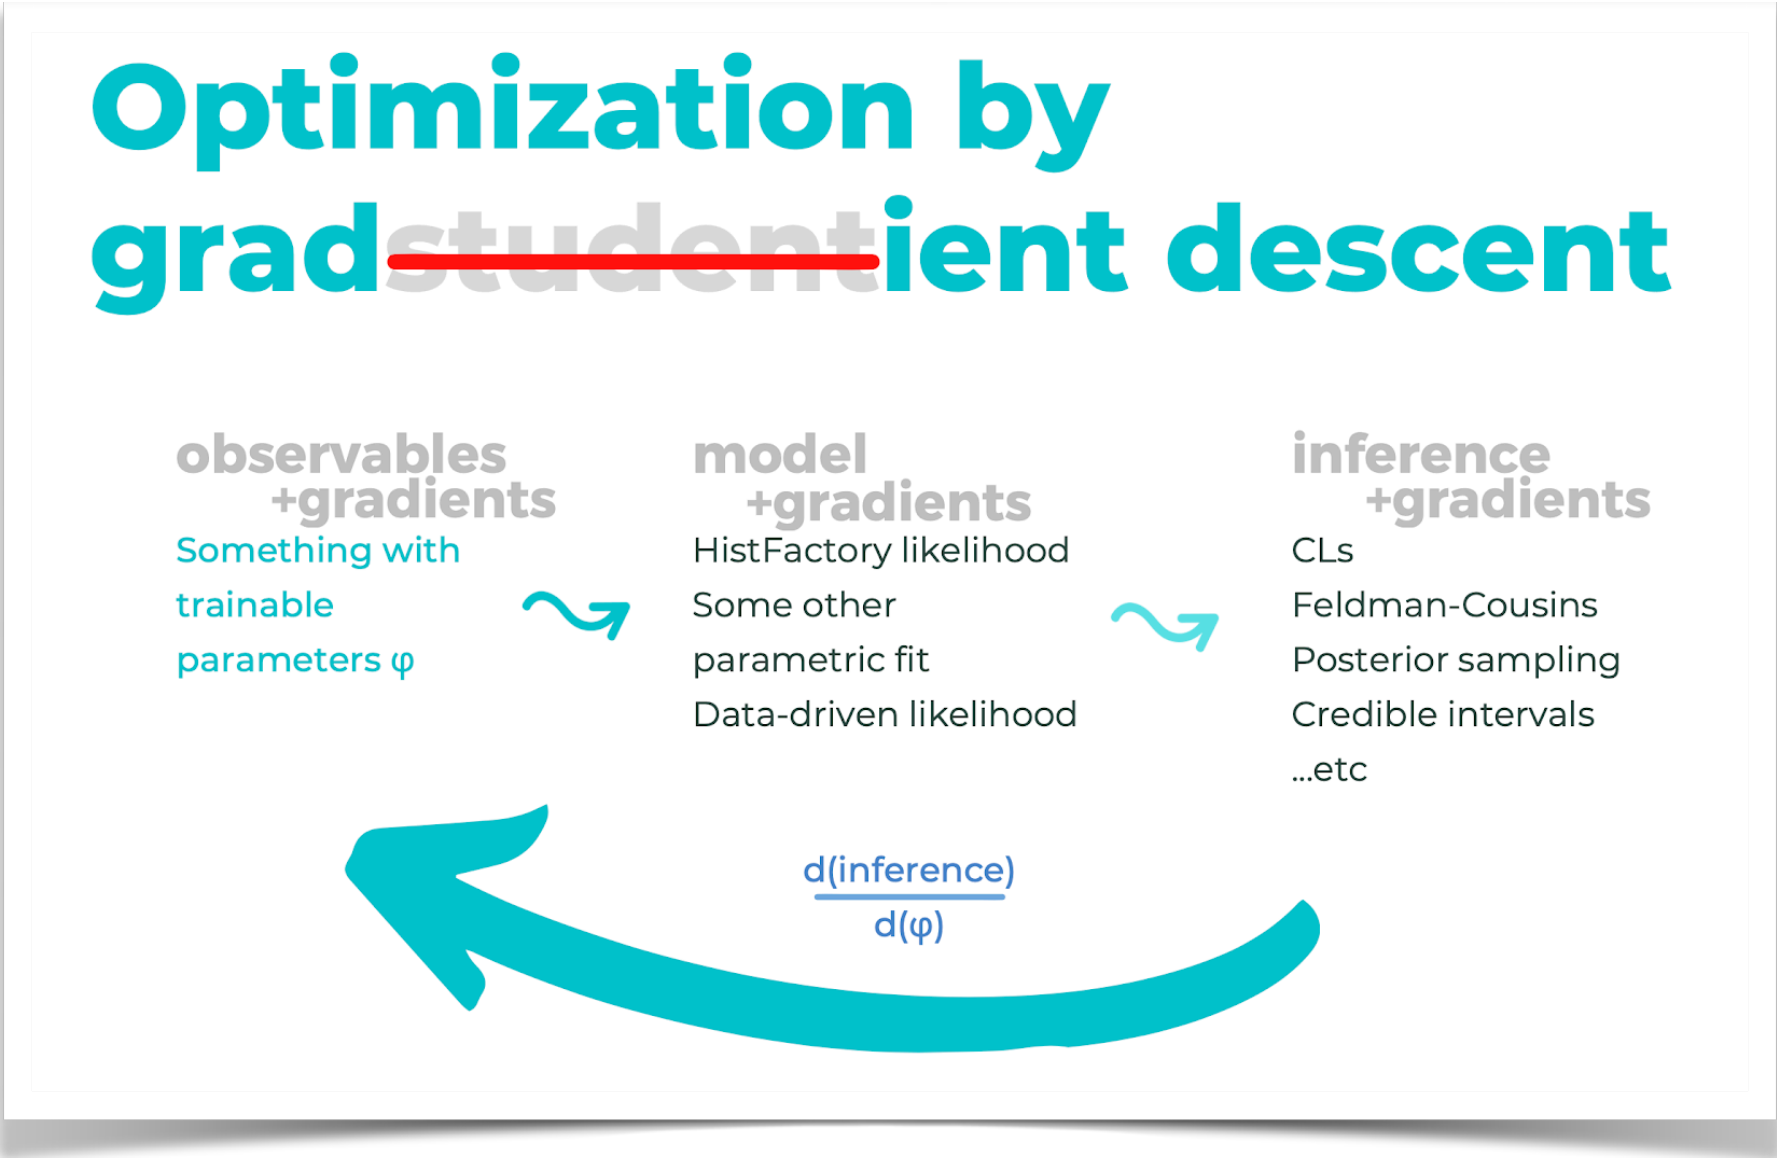 Optimization by
gradstudentient descent
observables
+gradients
Something with
trainable
parameters φ
model
+gradients
HistFactory likelihood
Some other
parametric fit
Data-driven likelihood
inference
+gradients
CLs
Feldman-Cousins
Posterior sampling
Credible intervals
...etc
d(inference)
d(φ)